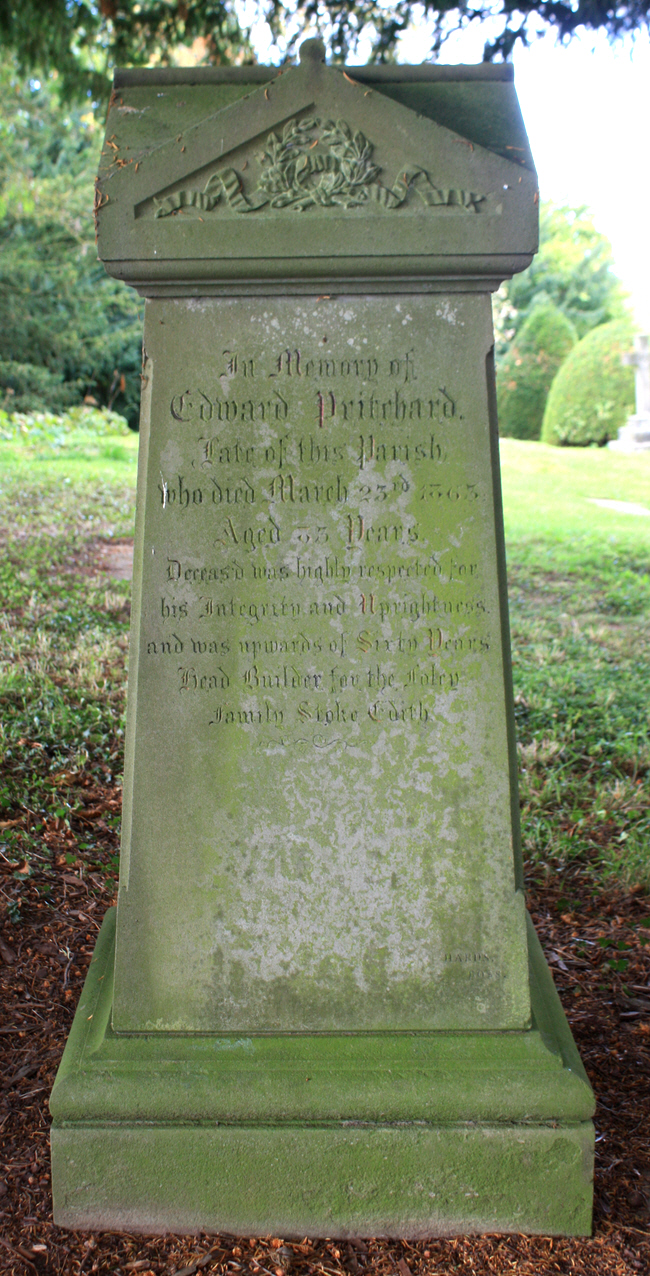 In Memory of
Edward Pritchard.
Late of this Parish,
who died March 23rd
Aged Years.
Deceas'd was highly respected for
his Integrity and Uprightness,
and was upwards of Sixty Years
Head Builder for the Foley
Family Stoke Edith